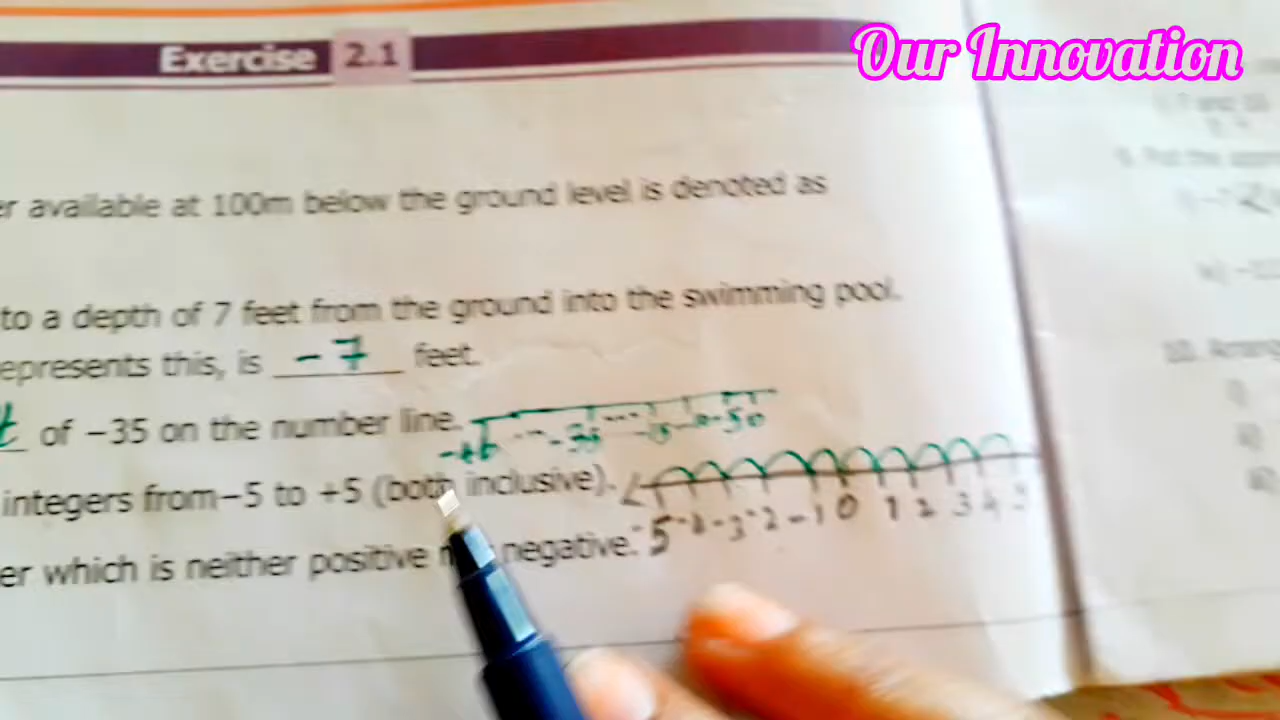 Our Innovation
Exercise 2.1
er available at 100m below the ground level is denoted as
to a depth of 7 feet from the ground into the swimming pool.
epresents this, is -7 feet.
t of -35 on the number line.
integers from -5 to +5 (both inclusive).
-5 -4 -3 -2 -1 0 1 2 3 4 5
er which is neither positive negative.
10. Arrang